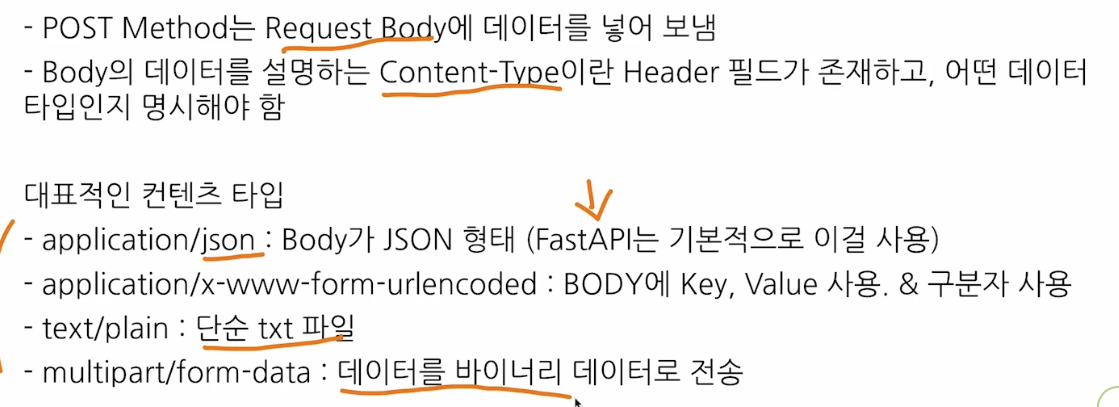 - POST Method는 Request Body에 데이터를 넣어 보냄
- Body의 데이터를 설명하는 Content-Type이란 Header 필드가 존재하고, 어떤 데이터
타입인지 명시해야 함
대표적인 컨텐츠 타입
- application/json : Body가 JSON 형태 (FastAPI는 기본적으로 이걸 사용)
- application/x-www-form-urlencoded : BODY에 Key, Value 사용. & 구분자 사용
- text/plain : 단순 txt 파일
- multipart/form-data : 데이터를 바이너리 데이터로 전송